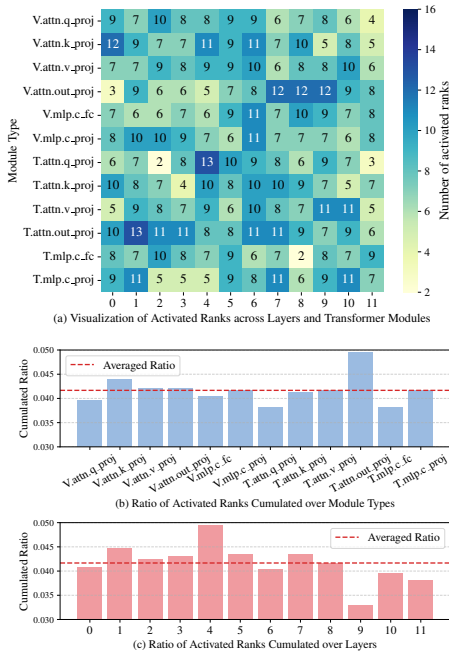 V.attn.q_proj 9 7 10 8 8 9 9 6 7 8 6 4
V.attn.k_proj 12 9 7 7 11 9 11 7 10 5 8 5
V.attn.v_proj 7 7 9 8 9 9 10 6 8 8 10 6
V.attn.out_proj 3 9 6 6 5 7 8 12 12 12 9 8
V.mlp.c_fc 7 6 6 7 6 9 11 7 8 10 9 7 8
V.mlp.c_proj 8 10 10 9 7 6 11 7 7 7 6 8
T.attn.q_proj 6 7 2 8 13 10 9 8 6 9 7 3
T.attn.k_proj 10 8 7 4 10 8 10 10 9 7 5 7
T.attn.v_proj 5 9 8 7 9 6 10 8 7 9 11 11 5
T.attn.out_proj 10 13 11 11 8 8 11 11 9 7 9 6
T.mlp.c_fc 8 7 10 8 7 9 6 7 2 8 7 9
T.mlp.c_proj 9 11 5 5 5 9 8 11 6 9 11 7
0 1 2 3 4 5 6 7 8 9 10 11
Module Type
16
14
12
10
8
6
4
2
Number of activated ranks
(a) Visualization of Activated Ranks across Layers and Transformer Modules
Cumulated Ratio
0.050
0.040
0.030
Averaged Ratio
V.attn.q_proj
V.attn.k_proj
V.attn.v_proj
V.attn.out_proj
V.mlp.c_fc
V.mlp.c_proj
T.attn.q_proj
T.attn.k_proj
T.attn.v_proj
T.attn.out_proj
T.mlp.c_fc
T.mlp.c_proj
(b) Ratio of Activated Ranks Cumulated over Module Types
Cumulated Ratio
0.050
0.045
0.040
0.035
0.030
Averaged Ratio
0 1 2 3 4 5 6 7 8 9 10 11
(c) Ratio of Activated Ranks Cumulated over Layers